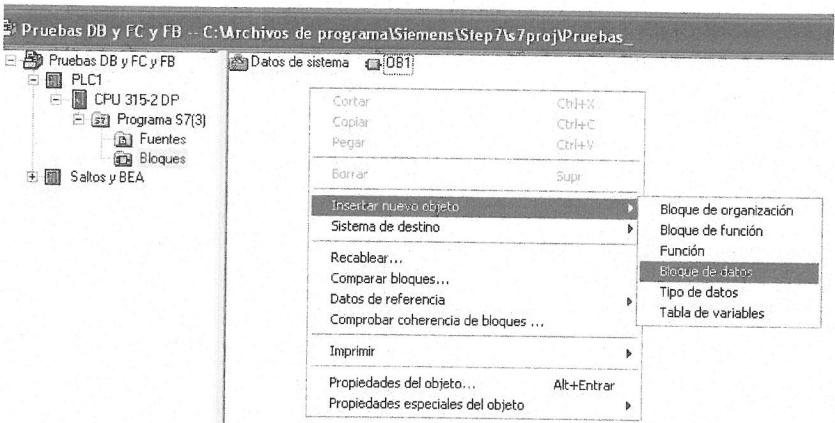 Pruebas DB y FC y FB -- C:\Archivos de programa\Siemens\Step7\s7proj\Pruebas_
Pruebas DB y FC y FB
PLC1
CPU 315-2 DP
Programa S7(3)
Fuentes
Bloques
Saltos y BEA
Datos de sistema OB1
Cortar Ctrl+X
Copiar Ctrl+C
Pegar Ctrl+V
Borrar Supr
Insertar nuevo objeto
Sistema de destino
Recablear...
Comparar bloques...
Datos de referencia
Comprobar coherencia de bloques ...
Imprimir
Propiedades del objeto... Alt+Entrar
Propiedades especiales del objeto
Bloque de organización
Bloque de función
Función
Bloque de datos
Tipo de datos
Tabla de variables